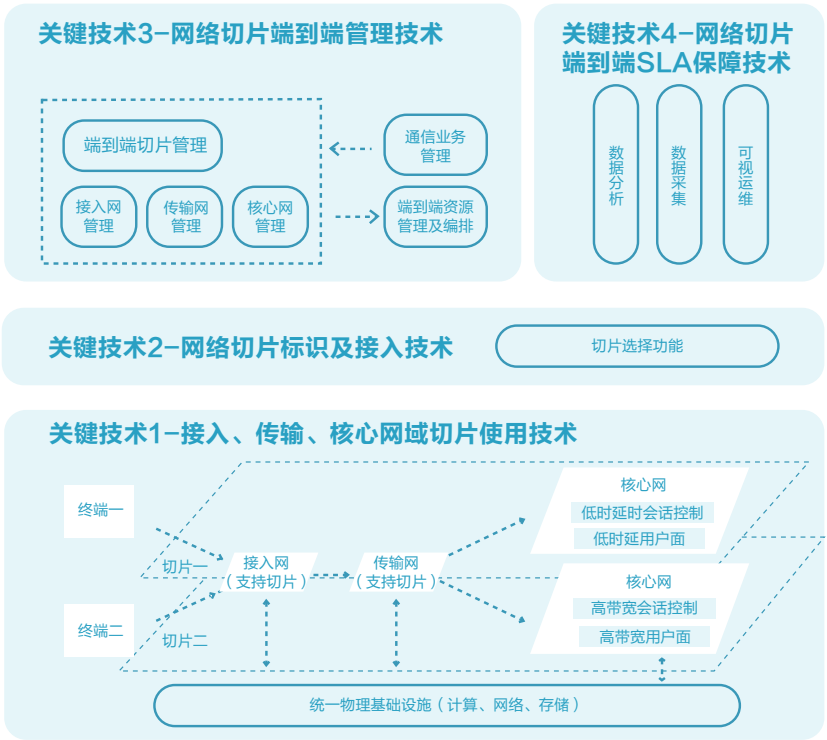 关键技术3-网络切片端到端管理技术
端到端切片管理
接入网
管理
传输网
管理
核心网
管理
通信业务
管理
端到端资源
管理及编排
关键技术4-网络切片
端到端SLA保障技术
数据分析
数据采集
可视运维
关键技术2-网络切片标识及接入技术
切片选择功能
关键技术1-接入、传输、核心网域切片使用技术
终端一
切片一
终端二
切片二
接入网
（支持切片）
传输网
（支持切片）
核心网
低时延时会话控制
低时延用户面
核心网
高带宽会话控制
高带宽用户面
统一物理基础设施（计算、网络、存储）